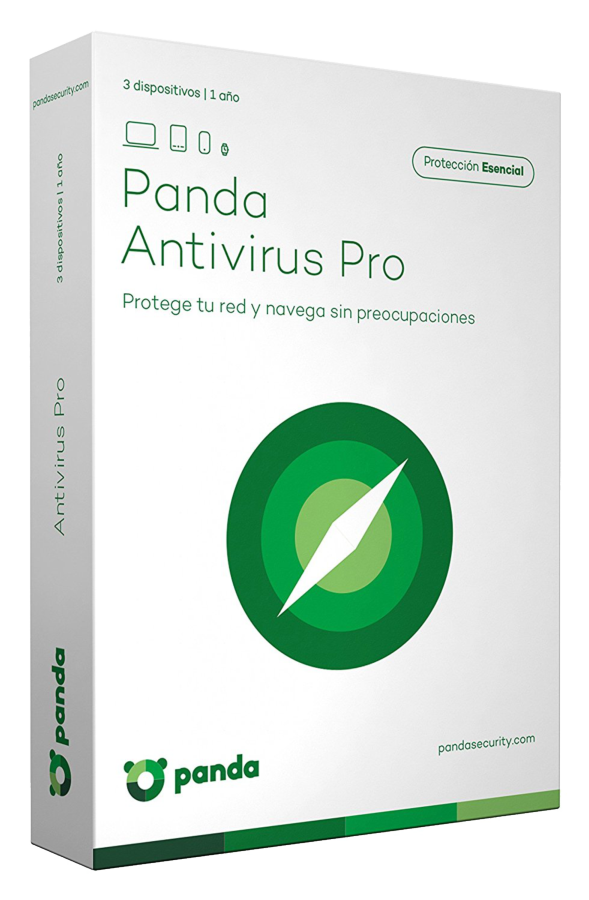 pandasecurity.com
3 dispositivos | 1 año
Antivirus Pro
panda
3 dispositivos | 1 año
Protección Esencial
Panda
Antivirus Pro
Protege tu red y navega sin preocupaciones
panda
pandasecurity.com